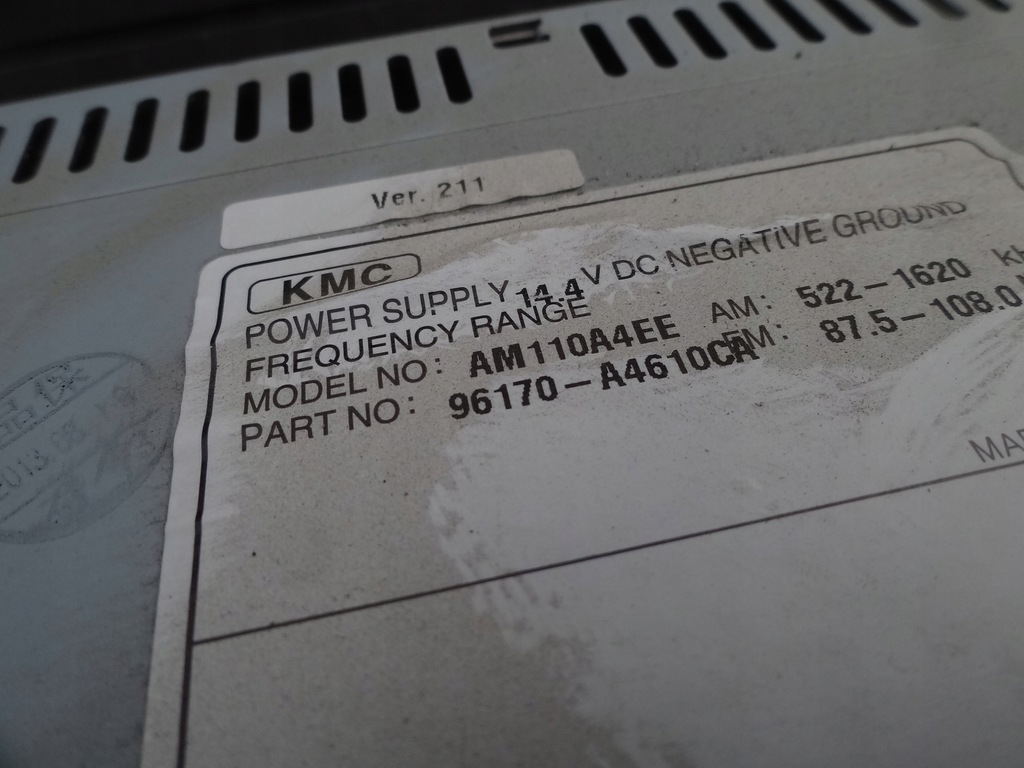 Ver. 211
KMC
POWER SUPPLY 14.4 V DC NEGATIVE GROUND
FREQUENCY RANGE AM: 522-1620
FM: 87.5-108.0
MODEL NO: AM110A4EE
PART NO: 96170-A4610CA